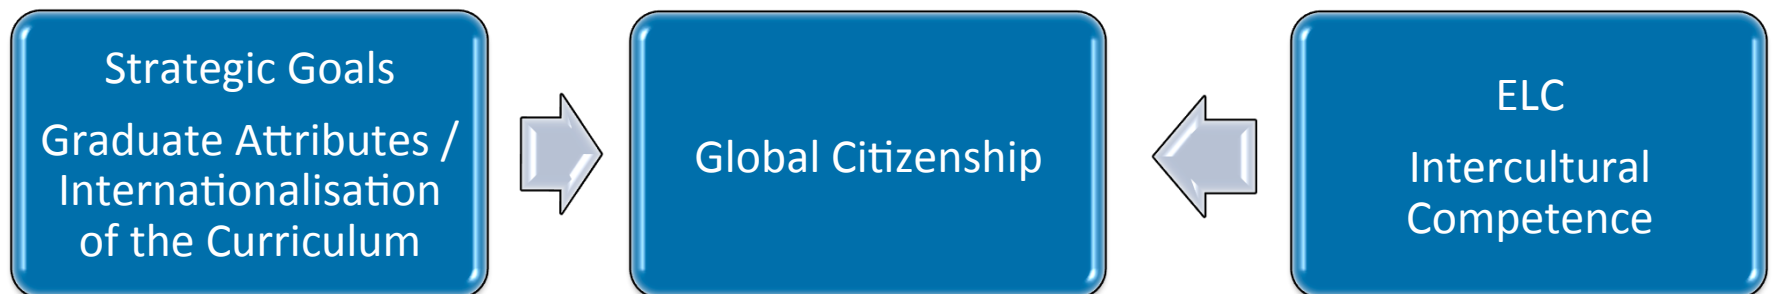 Strategic Goals
Graduate Attributes /
Internationalisation
of the Curriculum
Global Citizenship
ELC
Intercultural
Competence